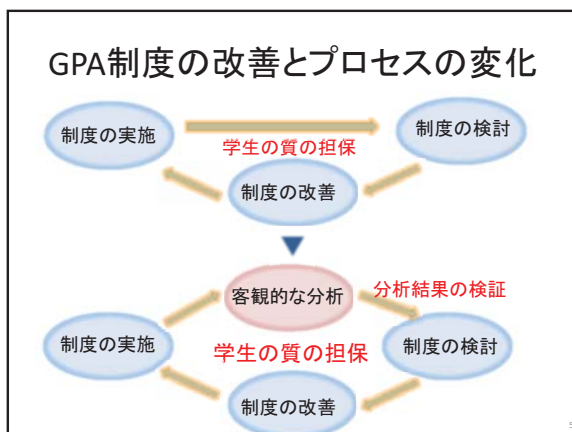 GPA制度の改善とプロセスの変化
制度の実施
制度の検討
学生の質の担保
制度の改善
客観的な分析
分析結果の検証
制度の実施
学生の質の担保
制度の検討
制度の改善
5